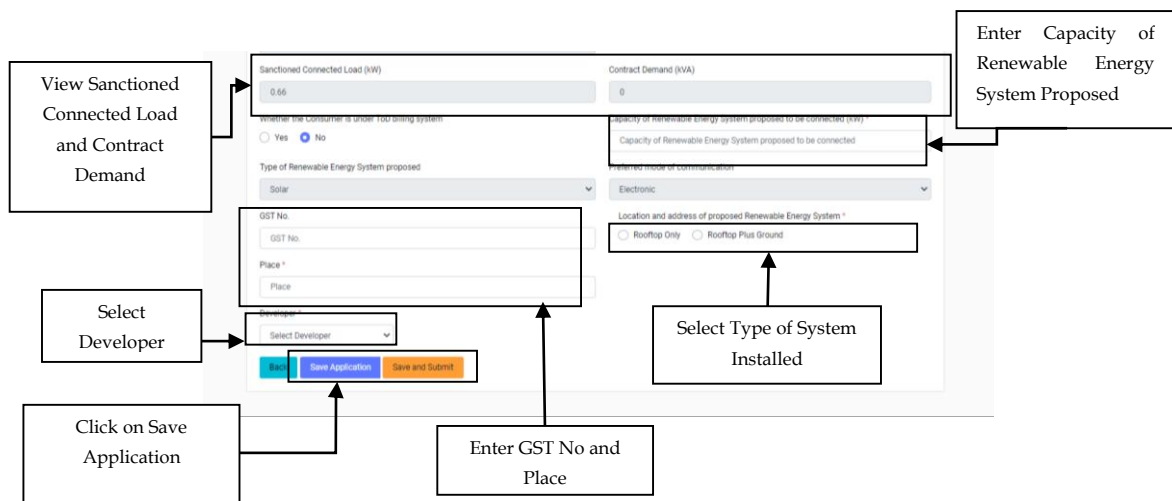 Enter Capacity of
Renewable Energy
System Proposed
View Sanctioned
Connected Load
and Contract
Demand
Sanctioned Connected Load (kW)
Contract Demand (kVA)
0.66
0
Whether the Consumer is under ToD billing system
Capacity of Renewable Energy System proposed to be connected (kW) *
Yes No
Capacity of Renewable Energy System proposed to be connected
Type of Renewable Energy System proposed
Preferred mode of communication
Solar
Electronic
GST No.
Location and address of proposed Renewable Energy System *
GST No.
Rooftop Only Rooftop Plus Ground
Place *
Place
Select
Developer
Developer *
Select Developer
Select Type of System
Installed
Back Save Application Save and Submit
Click on Save
Application
Enter GST No and
Place